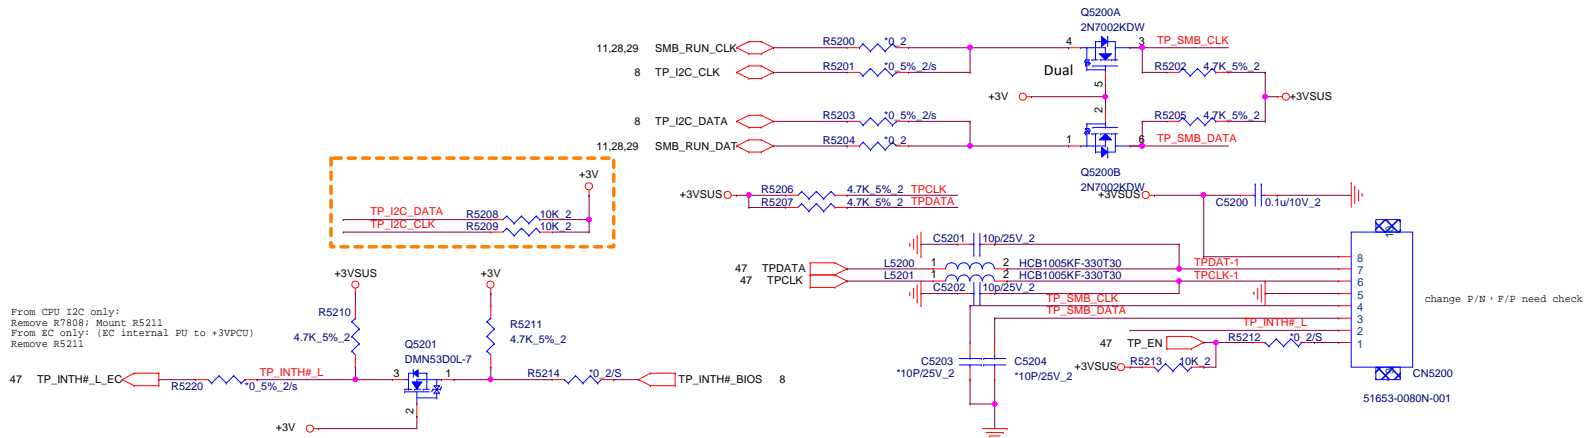 Q5200A
2N7002KDW
11,28,29 SMB_RUN_CLK R5200 *0_2 4 3 TP_SMB_CLK
8 TP_I2C_CLK R5201 *0_5%_2/s Dual R5202 4.7K_5%_2
5
+3V +3VSUS
2
8 TP_I2C_DATA R5203 *0_5%_2/s R5205 4.7K_5%_2
11,28,29 SMB_RUN_DAT R5204 *0_2 1 6 TP_SMB_DATA
Q5200B
2N7002KDW
+3V
TP_I2C_DATA R5208 10K_2
TP_I2C_CLK R5209 10K_2
+3VSUS R5206 4.7K_5%_2 TPCLK
R5207 4.7K_5%_2 TPDATA
+3VSUS C5200 0.1u/10V_2
C5201 10p/25V_2
47 TPDATA L5200 1 2 HCB1005KF-330T30 TPDAT-1
47 TPCLK L5201 1 2 HCB1005KF-330T30 TPCLK-1
C5202 10p/25V_2
TP_SMB_CLK
TP_SMB_DATA
TP_INTH#_L
47 TP_EN R5212 *0_2/S
+3VSUS R5213 10K_2
C5203 C5204
*10P/25V_2 *10P/25V_2
8
7
6
5
4
3
2
1
CN5200
51653-0080N-001
change P/N，F/P need check
+3VSUS +3V
R5210 R5211
4.7K_5%_2 4.7K_5%_2
From CPU I2C only:
Remove R7808; Mount R5211
From EC only: (EC internal PU to +3VPCU)
Remove R5211
Q5201
DMN53D0L-7
47 TP_INTH#_L_EC R5220 *0_5%_2/s TP_INTH#_L 3 1 R5214 *0_2/S TP_INTH#_BIOS 8
2
+3V